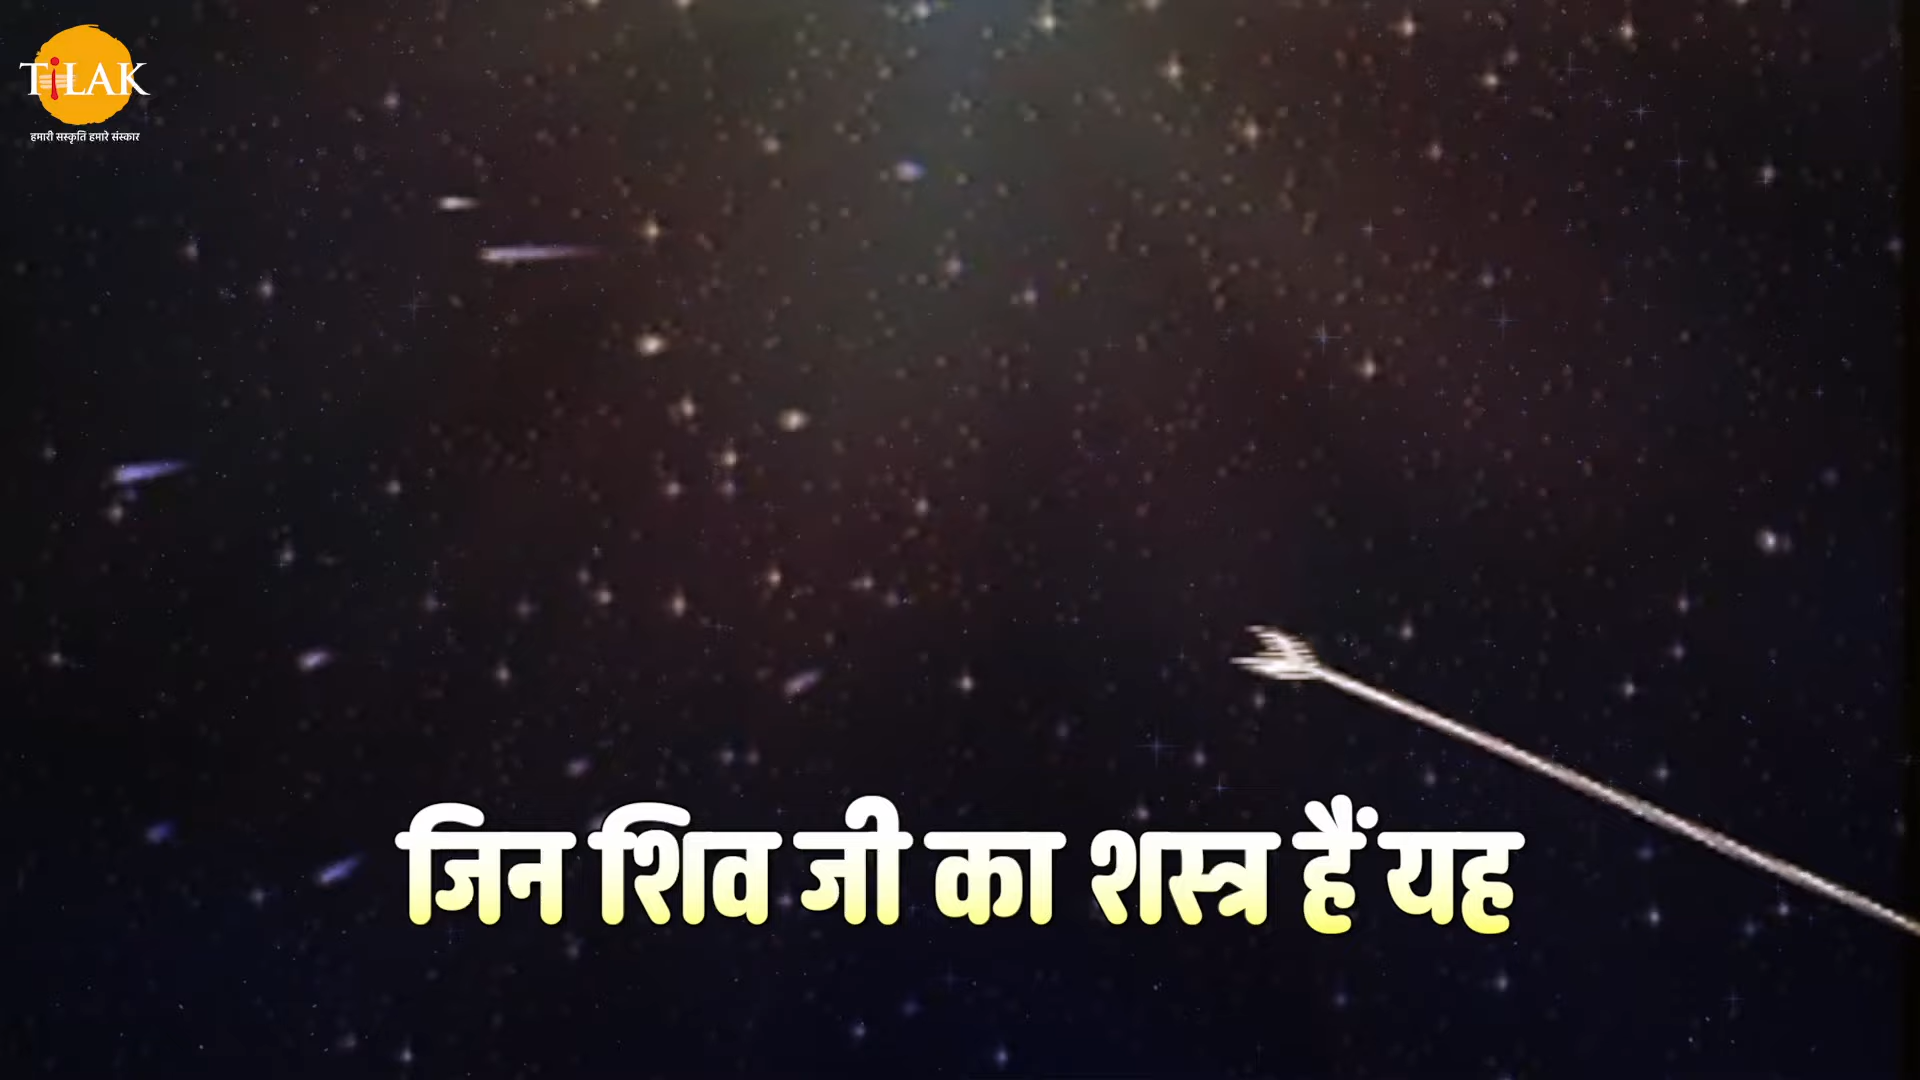 TiLAK
हमारी सस्कृति हमारे संस्कार
जिन शिव जी का शस्त्र हैं यह